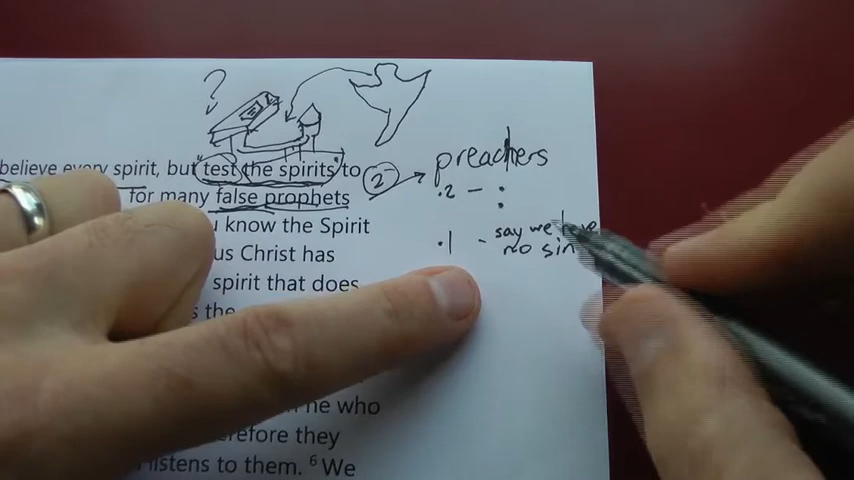 ?
believe every spirit, but "test the spirits" to
for many false prophets
know the Spirit
us Christ has
spirit that does
the
he who
they
listens to them. 6 We
2
preachers
.2 - :
.1 - say we have
no sin